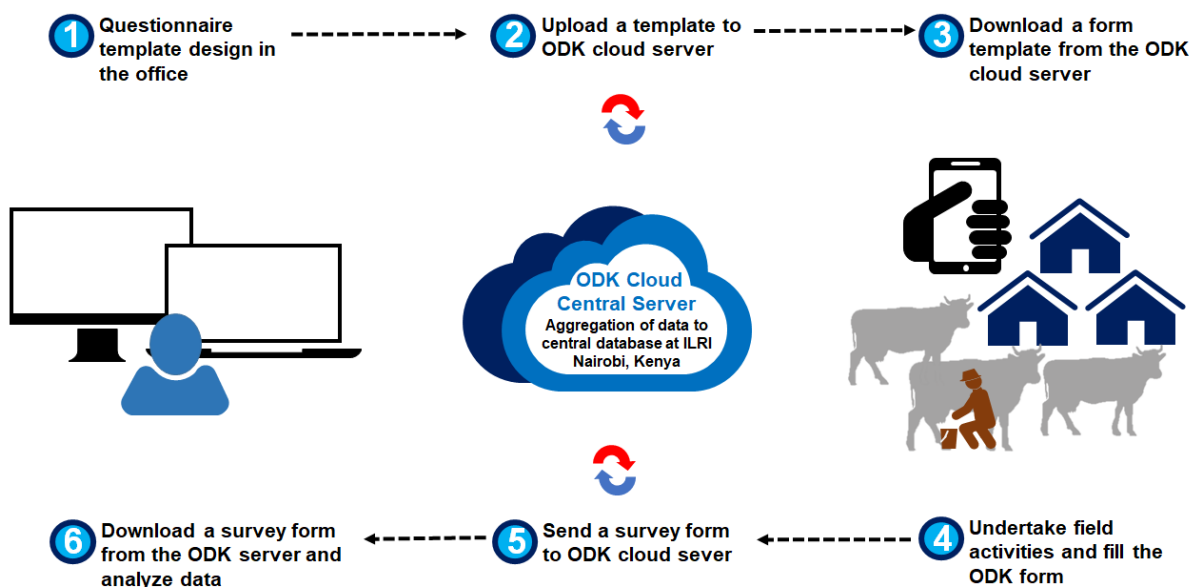 1 Questionnaire
template design in
the office
2 Upload a template to
ODK cloud server
3 Download a form
template from the ODK
cloud server
ODK Cloud
Central Server
Aggregation of data to
central database at ILRI
Nairobi, Kenya
6 Download a survey form
from the ODK server and
analyze data
5 Send a survey form
to ODK cloud sever
4 Undertake field
activities and fill the
ODK form